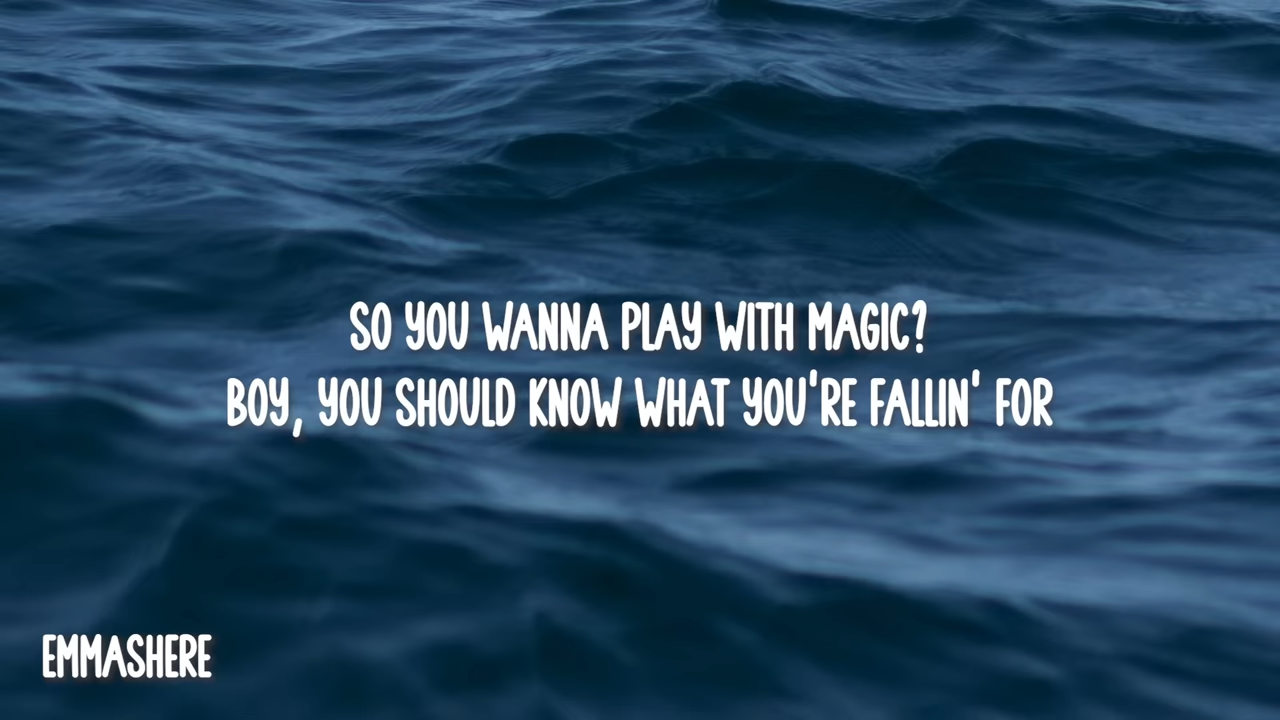 SO YOU WANNA PLAY WITH MAGIC?
BOY, YOU SHOULD KNOW WHAT YOU'RE FALLIN' FOR
EMMASHERE